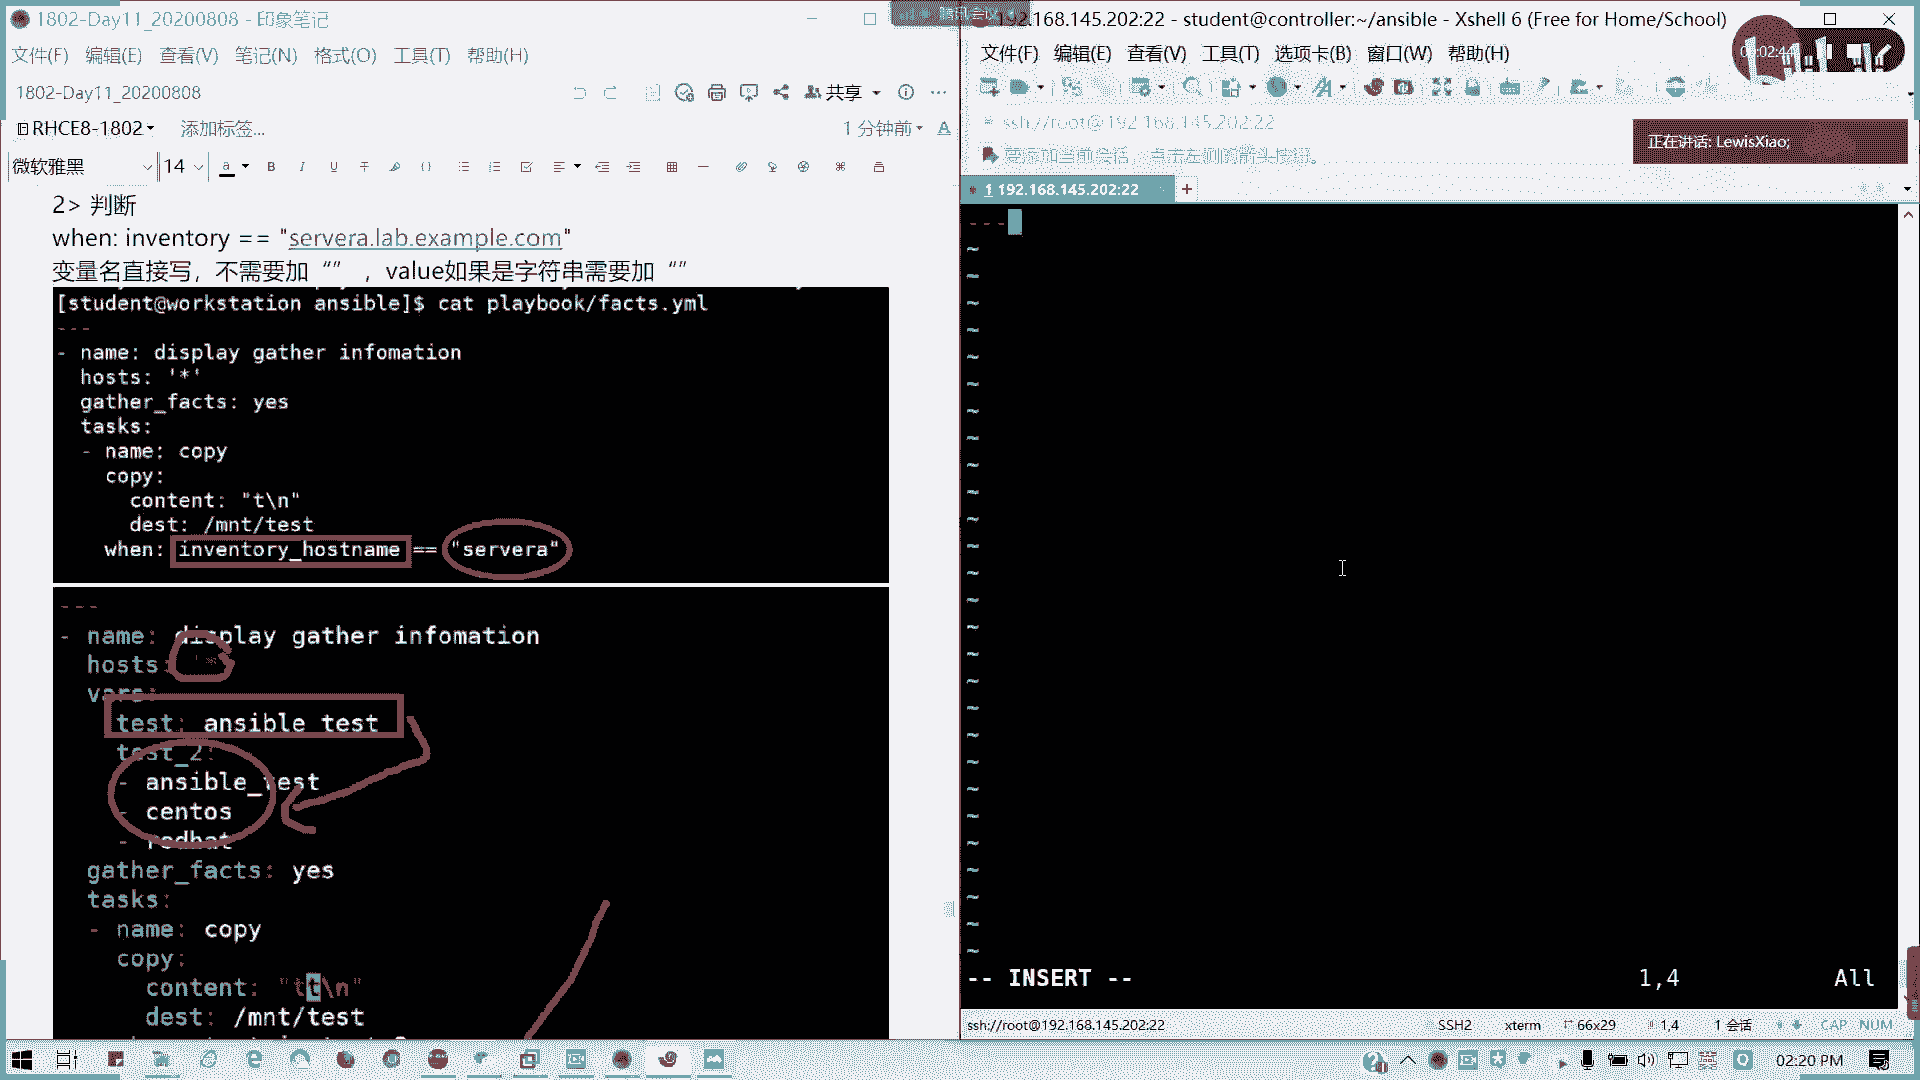 1802-Day11_20200808 - 印象笔记
文件(F) 编辑(E) 查看(V) 笔记(N) 格式(O) 工具(T) 帮助(H)
1802-Day11_20200808
共享
RHCE8-1802
添加标签...
1 分钟前
微软雅黑 14
2> 判断
when: inventory == "servera.lab.example.com"
变量名直接写，不需要加 “” ，value如果是字符串需要加 “”
[student@workstation ansible]$ cat playbook/facts.yml
---
- name: display gather infomation
hosts: '*'
gather_facts: yes
tasks:
- name: copy
copy:
content: "t\n"
dest: /mnt/test
when: inventory_hostname == "servera"
---
- name: display gather infomation
hosts:
vars:
test: ansible test
test_2:
- ansible_test
- centos
- redhat
gather_facts: yes
tasks:
- name: copy
copy:
content: "tt\n"
dest: /mnt/test
腾讯会议
192.168.145.202:22 - student@controller:~/ansible - Xshell 6 (Free for Home/School)
文件(F) 编辑(E) 查看(V) 工具(T) 选项卡(B) 窗口(W) 帮助(H)
ssh://root@192.168.145.202:22
要添加当前会话，点击左侧的箭头按钮。
正在讲话: LewisXiao;
1 192.168.145.202:22
---
-- INSERT -- 1,4 All
ssh://root@192.168.145.202:22 SSH2 xterm 66x29 1,4 1 会话 CAP NUM
02:20 PM